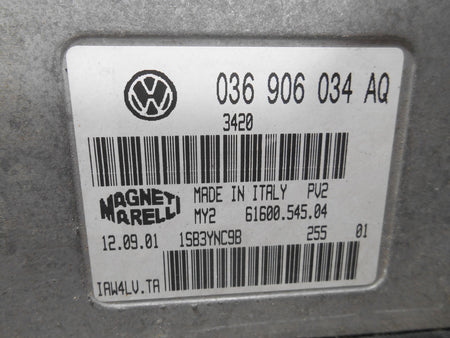 VW 036 906 034 AQ
3420
MAGNETI MADE IN ITALY PV2
MARELLI MY2 61600.545.04
12.09.01 1SB3YNC9B 255 01
IAW4LV.TA